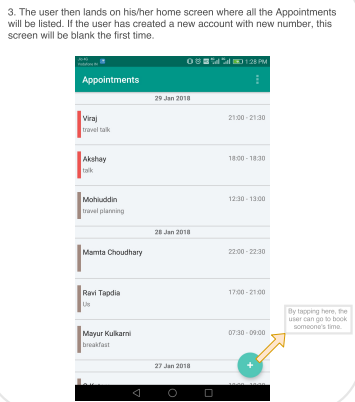 3. The user then lands on his/her home screen where all the Appointments
will be listed. If the user has created a new account with new number, this
screen will be blank the first time.
1:28 PM
Appointments
29 Jan 2018
Viraj 21:00 - 21:30
travel talk
Akshay 18:00 - 18:30
talk
Mohiuddin 12:30 - 13:00
travel planning
28 Jan 2018
Mamta Choudhary 22:00 - 22:30
Ravi Tapdia 17:00 - 21:00
Us
Mayur Kulkarni 07:30 - 09:00
breakfast
By tapping here, the
user can go to book
someone's time.
27 Jan 2018
+